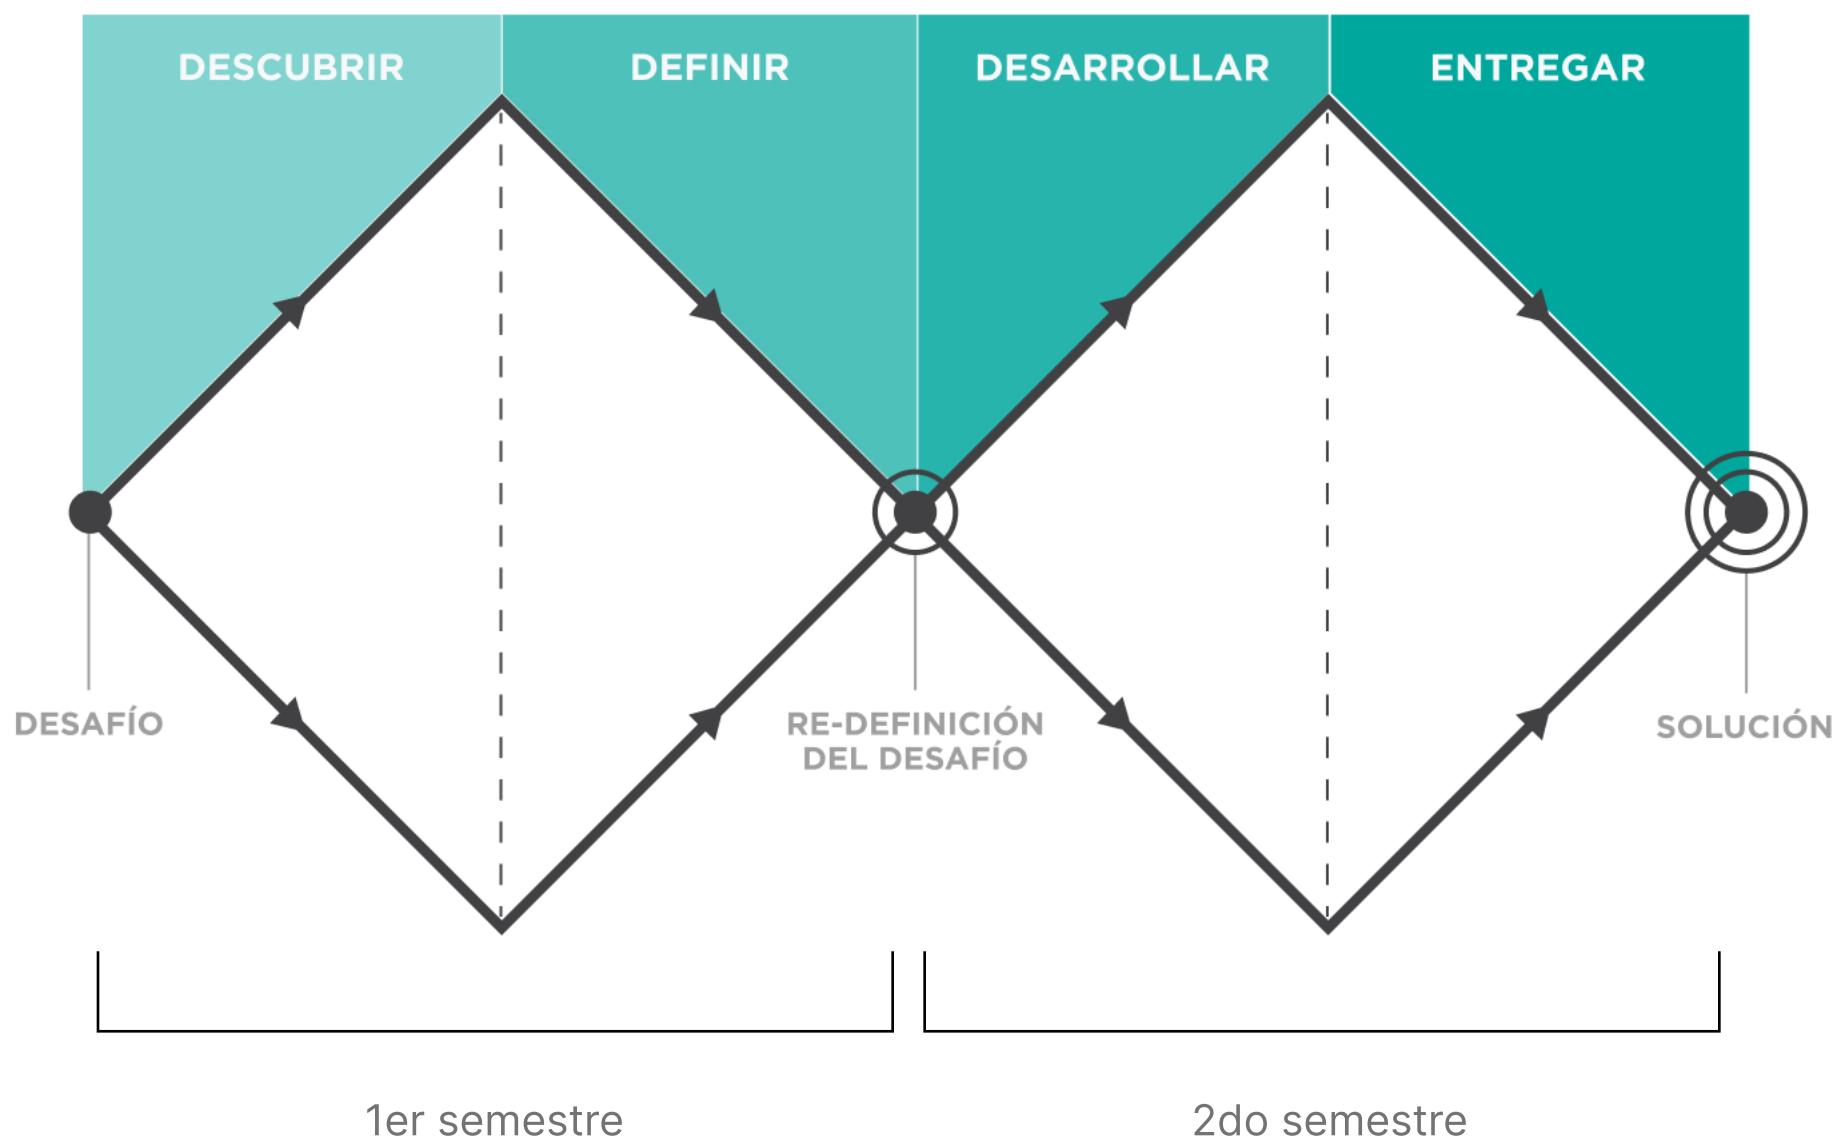 DESCUBRIR
DEFINIR
DESARROLLAR
ENTREGAR
DESAFÍO
RE-DEFINICIÓN
DEL DESAFÍO
SOLUCIÓN
1er semestre
2do semestre